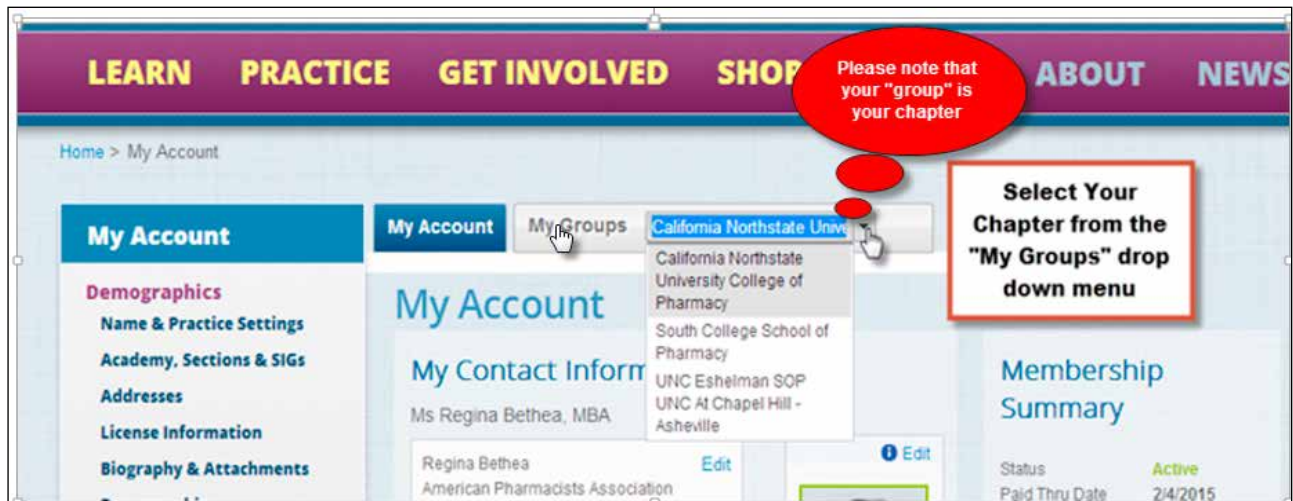 LEARN PRACTICE GET INVOLVED SHOP ABOUT NEWS
Please note that
your "group" is
your chapter
Home > My Account
My Account
My Account My Groups California Northstate Unive
California Northstate
University College of
Pharmacy
South College School of
Pharmacy
UNC Eshelman SOP
UNC At Chapel Hill -
Asheville
Select Your
Chapter from the
"My Groups" drop
down menu
Demographics
Name & Practice Settings
Academy, Sections & SIGs
Addresses
License Information
Biography & Attachments
My Account
My Contact Inform
Ms Regina Bethea, MBA
Regina Bethea Edit
American Pharmacists Association
Edit
Membership
Summary
Status Active
Paid Thru Date 2/4/2015